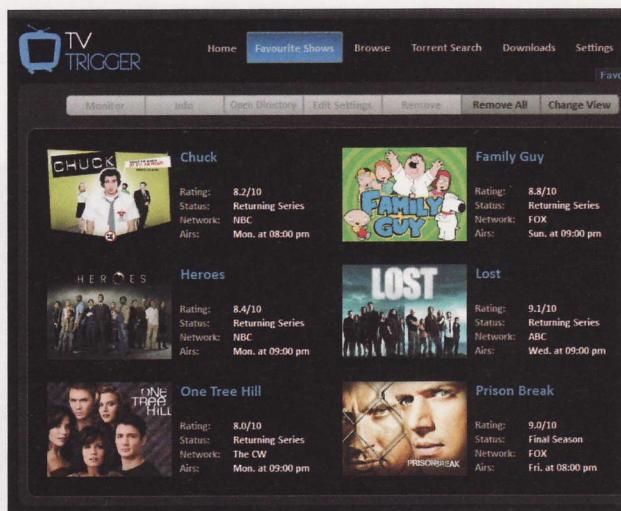 TV
TRIGGER
Home Favourite Shows Browse Torrent Search Downloads Settings
Favo
Monitor Info Open Directory Edit Settings Remove Remove All Change View
CHUCK
Chuck
Rating: 8.2/10
Status: Returning Series
Network: NBC
Airs: Mon. at 08:00 pm
FAMILY
GUY
Family Guy
Rating: 8.8/10
Status: Returning Series
Network: FOX
Airs: Sun. at 09:00 pm
HEROES
Heroes
Rating: 8.4/10
Status: Returning Series
Network: NBC
Airs: Mon. at 09:00 pm
LOST
Lost
Rating: 9.1/10
Status: Returning Series
Network: ABC
Airs: Wed. at 09:00 pm
ONE
TREE
HILL
One Tree Hill
Rating: 8.0/10
Status: Returning Series
Network: The CW
Airs: Mon. at 09:00 pm
PRISON BREAK
Prison Break
Rating: 9.0/10
Status: Final Season
Network: FOX
Airs: Fri. at 08:00 pm